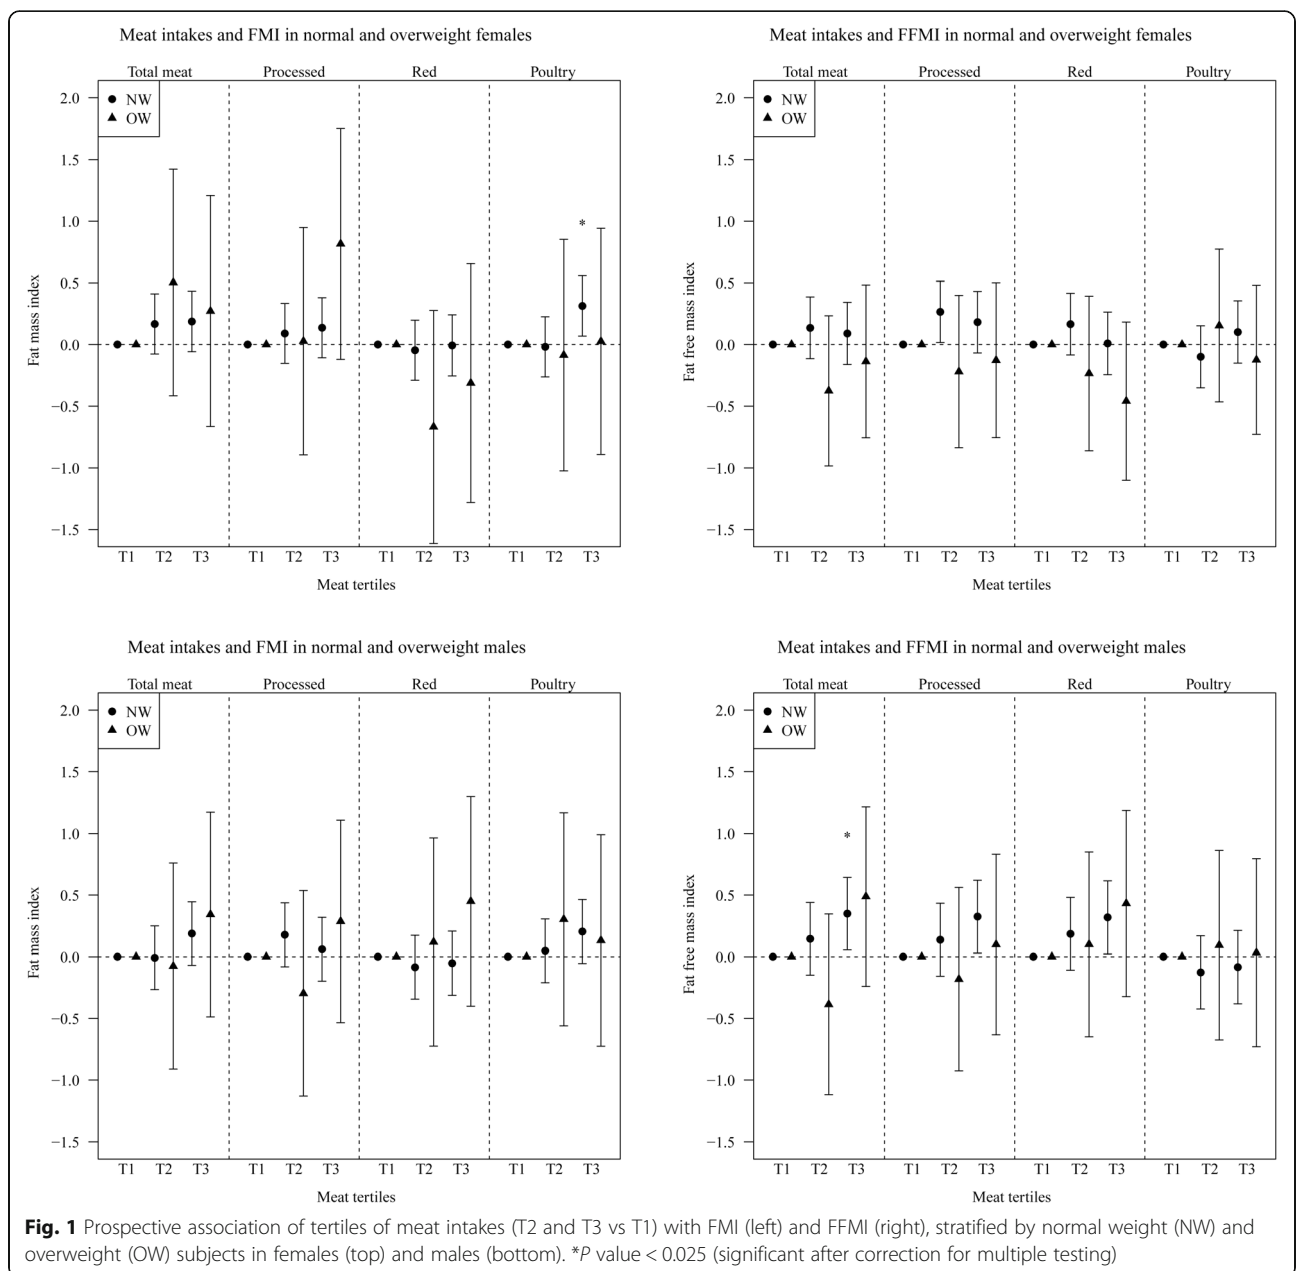 Meat intakes and FMI in normal and overweight females
Total meat Processed Red Poultry
NW
OW
2.0
1.5
1.0
0.5
0.0
−0.5
−1.0
−1.5
*
Fat mass index
T1 T2 T3 T1 T2 T3 T1 T2 T3 T1 T2 T3
Meat tertiles
Meat intakes and FFMI in normal and overweight females
Total meat Processed Red Poultry
NW
OW
2.0
1.5
1.0
0.5
0.0
−0.5
−1.0
−1.5
Fat free mass index
T1 T2 T3 T1 T2 T3 T1 T2 T3 T1 T2 T3
Meat tertiles
Meat intakes and FMI in normal and overweight males
Total meat Processed Red Poultry
NW
OW
2.0
1.5
1.0
0.5
0.0
−0.5
−1.0
−1.5
Fat mass index
T1 T2 T3 T1 T2 T3 T1 T2 T3 T1 T2 T3
Meat tertiles
Meat intakes and FFMI in normal and overweight males
Total meat Processed Red Poultry
NW
OW
2.0
1.5
1.0
0.5
0.0
−0.5
−1.0
−1.5
*
Fat free mass index
T1 T2 T3 T1 T2 T3 T1 T2 T3 T1 T2 T3
Meat tertiles
Fig. 1 Prospective association of tertiles of meat intakes (T2 and T3 vs T1) with FMI (left) and FFMI (right), stratified by normal weight (NW) and
overweight (OW) subjects in females (top) and males (bottom). *P value < 0.025 (significant after correction for multiple testing)